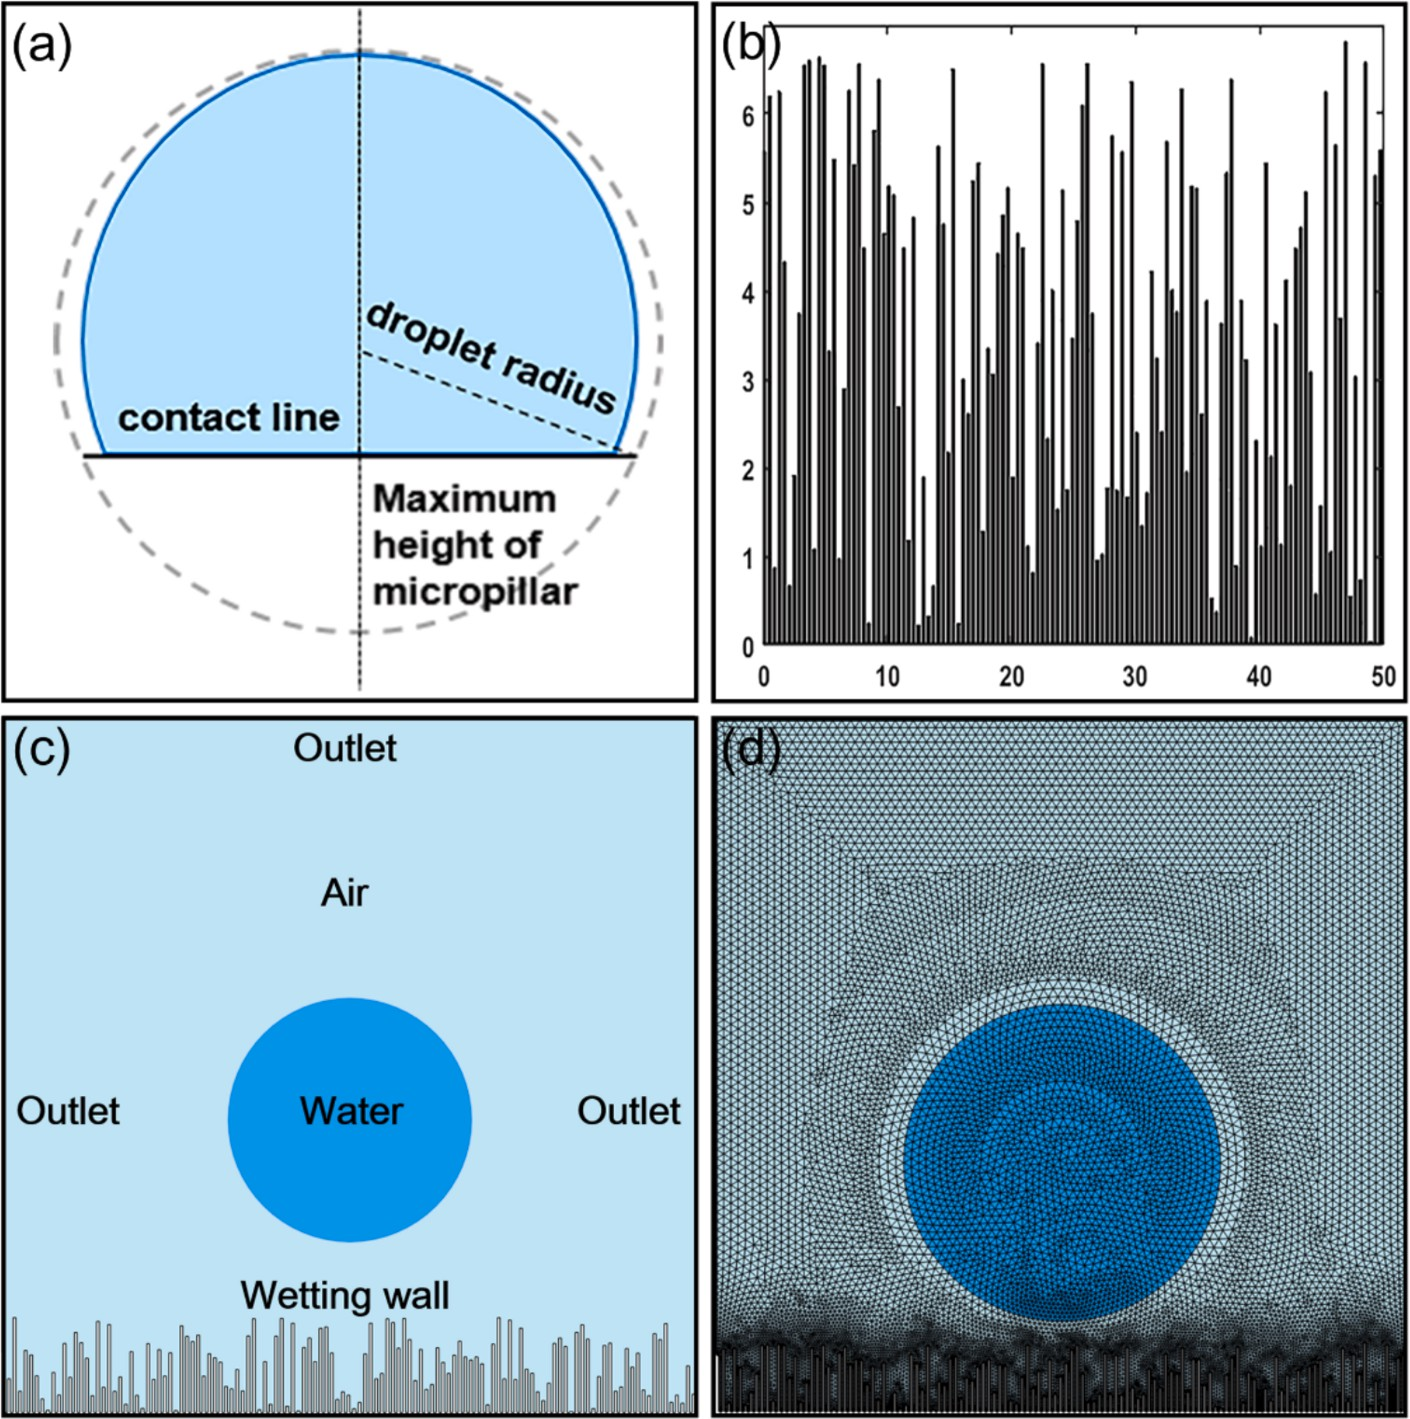 (a)
droplet radius
contact line
Maximum
height of
micropillar
(b)
6
5
4
3
2
1
0
0 10 20 30 40 50
(c)
Outlet
Air
Outlet Water Outlet
Wetting wall
(d)